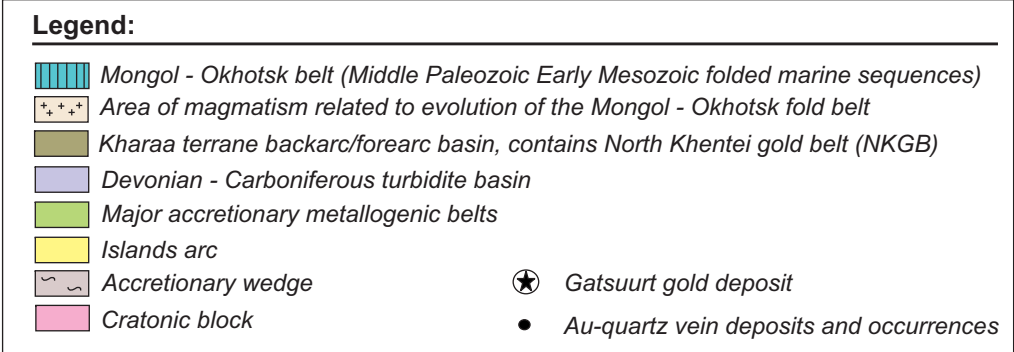 Legend:
Mongol - Okhotsk belt (Middle Paleozoic Early Mesozoic folded marine sequences)
Area of magmatism related to evolution of the Mongol - Okhotsk fold belt
Kharaa terrane backarc/forearc basin, contains North Khentei gold belt (NKGB)
Devonian - Carboniferous turbidite basin
Major accretionary metallogenic belts
Islands arc
Accretionary wedge
Cratonic block
Gatsuurt gold deposit
Au-quartz vein deposits and occurrences